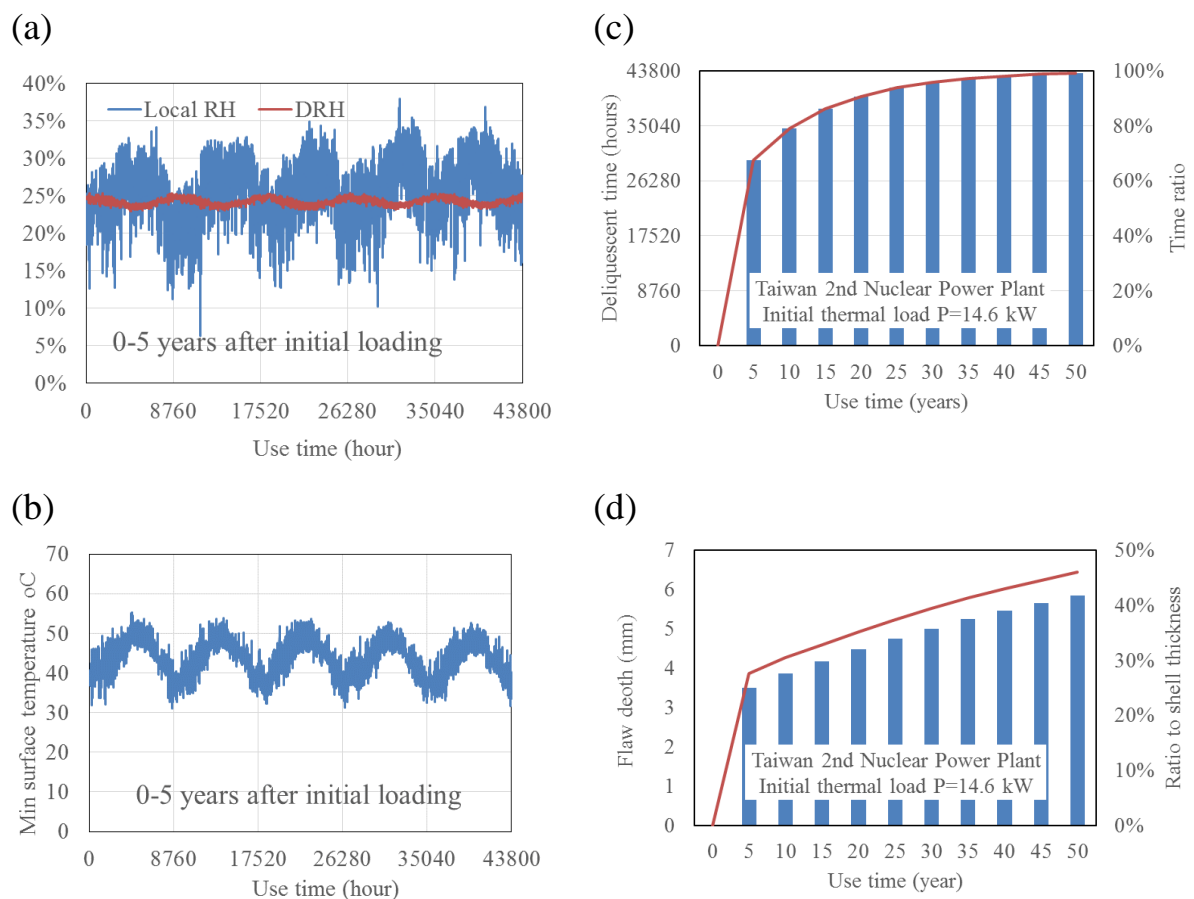 (a)
40%
35%
30%
25%
20%
15%
10%
5%
0%
Local RH DRH
0-5 years after initial loading
0 8760 17520 26280 35040 43800
Use time (hour)
(c)
Deliquescent time (hours)
43800
35040
26280
17520
8760
0
100%
80%
60%
40%
20%
0%
Time ratio
Taiwan 2nd Nuclear Power Plant
Initial thermal load P=14.6 kW
0 5 10 15 20 25 30 35 40 45 50
Use time (years)
(b)
Min surface temperature oC
70
60
50
40
30
20
10
0
0-5 years after initial loading
0 8760 17520 26280 35040 43800
Use time (hour)
(d)
Flaw deoth (mm)
7
6
5
4
3
2
1
0
50%
40%
30%
20%
10%
0%
Ratio to shell thickness
Taiwan 2nd Nuclear Power Plant
Initial thermal load P=14.6 kW
0 5 10 15 20 25 30 35 40 45 50
Use time (year)